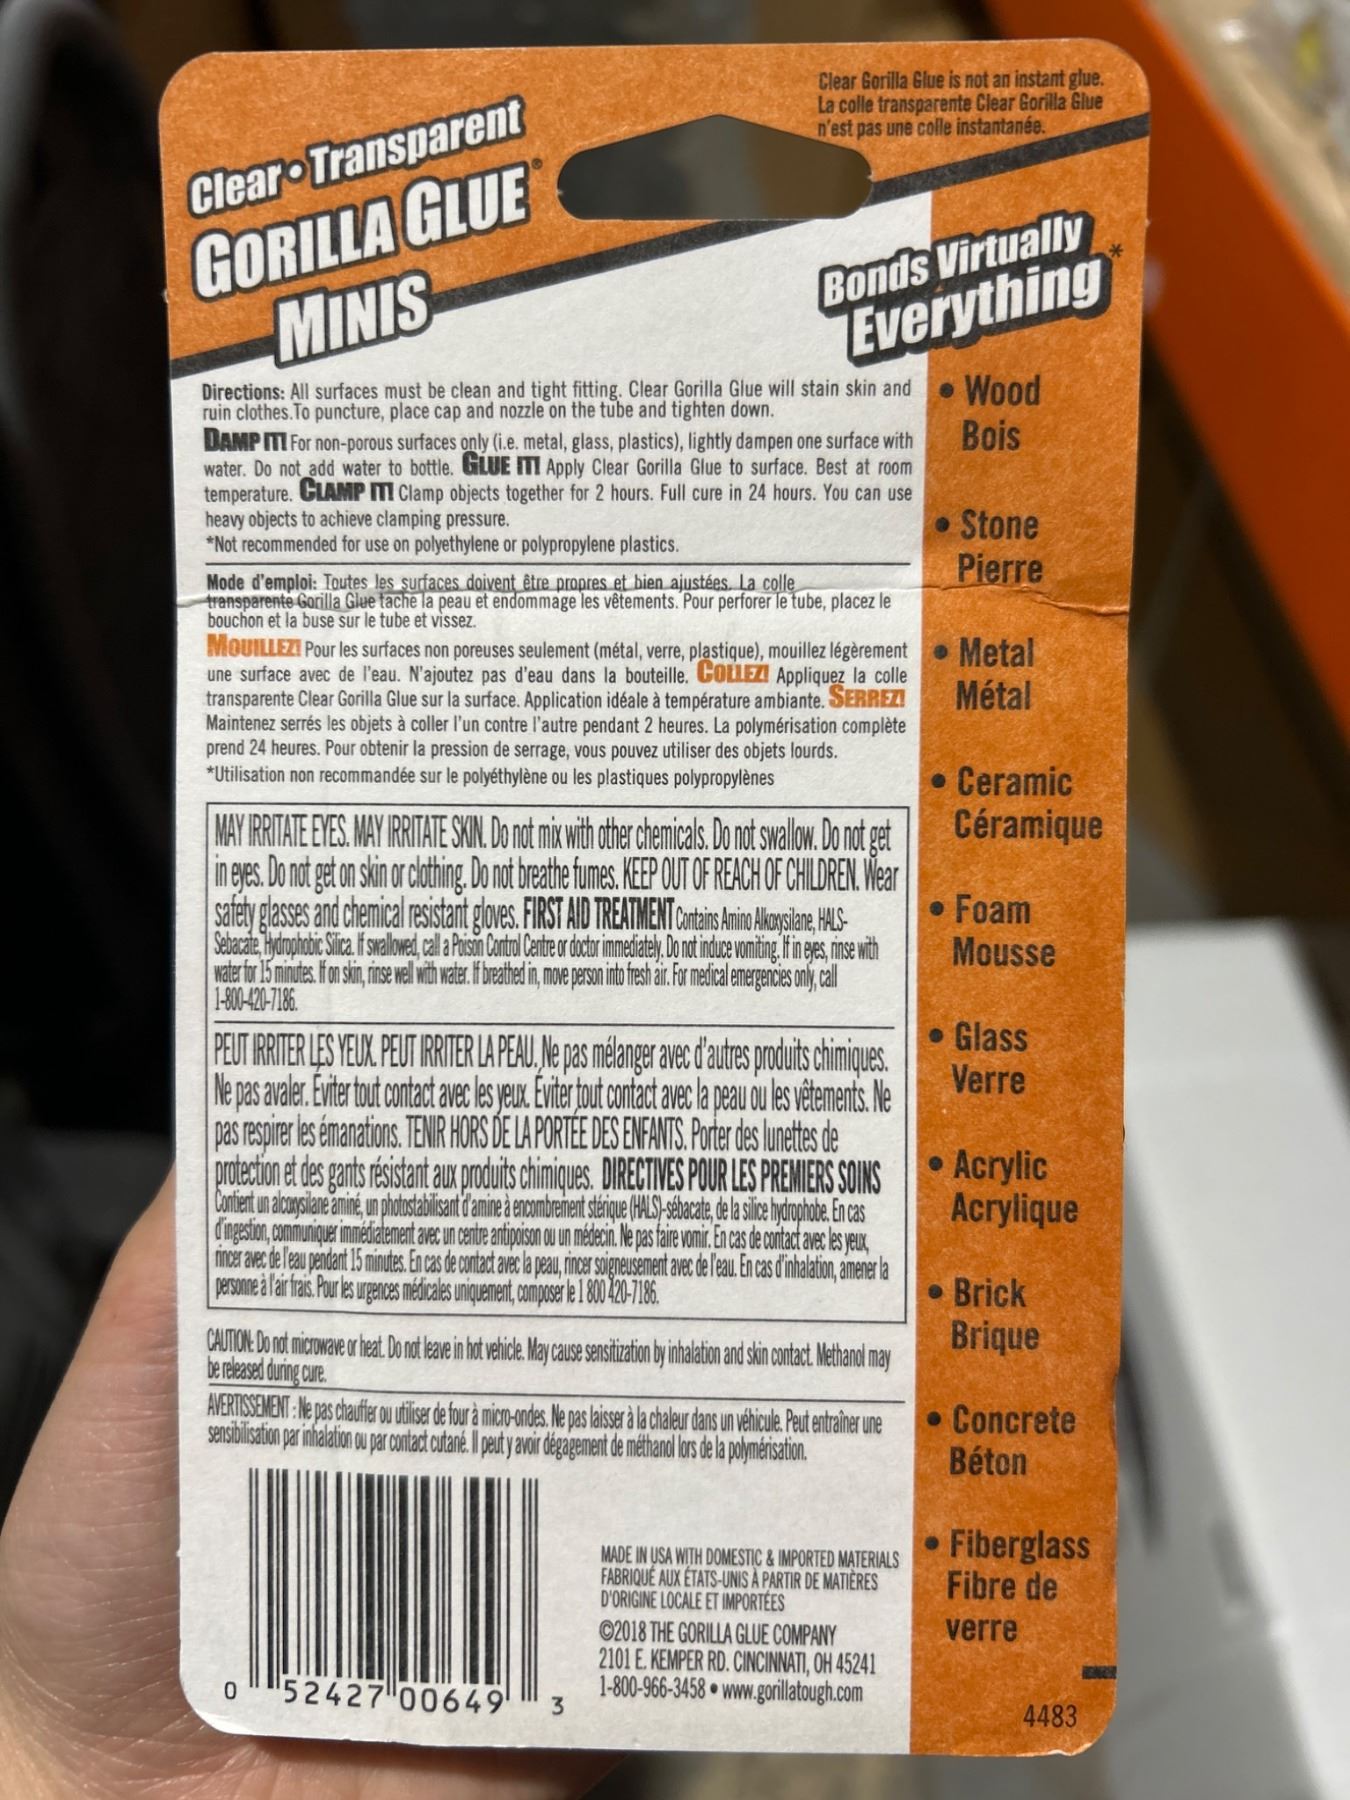 Clear Gorilla Glue is not an instant glue.
La colle transparente Clear Gorilla Glue
n'est pas une colle instantanée.
Clear • Transparent
GORILLA GLUE®
MINIS
Bonds Virtually
Everything*
Directions: All surfaces must be clean and tight fitting. Clear Gorilla Glue will stain skin and
ruin clothes.To puncture, place cap and nozzle on the tube and tighten down.
DAMP IT! For non-porous surfaces only (i.e. metal, glass, plastics), lightly dampen one surface with
water. Do not add water to bottle. GLUE IT! Apply Clear Gorilla Glue to surface. Best at room
temperature. CLAMP IT! Clamp objects together for 2 hours. Full cure in 24 hours. You can use
heavy objects to achieve clamping pressure.
*Not recommended for use on polyethylene or polypropylene plastics.
Mode d'emploi: Toutes les surfaces doivent être propres et bien ajustées. La colle
transparente Gorilla Glue tache la peau et endommage les vêtements. Pour perforer le tube, placez le
bouchon et la buse sur le tube et vissez.
MOUILLEZ! Pour les surfaces non poreuses seulement (métal, verre, plastique), mouillez légèrement
une surface avec de l'eau. N'ajoutez pas d'eau dans la bouteille. COLLEZ! Appliquez la colle
transparente Clear Gorilla Glue sur la surface. Application idéale à température ambiante. SERREZ!
Maintenez serrés les objets à coller l'un contre l'autre pendant 2 heures. La polymérisation complète
prend 24 heures. Pour obtenir la pression de serrage, vous pouvez utiliser des objets lourds.
*Utilisation non recommandée sur le polyéthylène ou les plastiques polypropylènes
MAY IRRITATE EYES. MAY IRRITATE SKIN. Do not mix with other chemicals. Do not swallow. Do not get
in eyes. Do not get on skin or clothing. Do not breathe fumes. KEEP OUT OF REACH OF CHILDREN. Wear
safety glasses and chemical resistant gloves. FIRST AID TREATMENT Contains Amino Alkoxysilane, HALS-
Sebacate, Hydrophobic Silica. If swallowed, call a Poison Control Centre or doctor immediately. Do not induce vomiting. If in eyes, rinse with
water for 15 minutes. If on skin, rinse well with water. If breathed in, move person into fresh air. For medical emergencies only, call
1-800-420-7186.
PEUT IRRITER LES YEUX. PEUT IRRITER LA PEAU. Ne pas mélanger avec d'autres produits chimiques.
Ne pas avaler. Éviter tout contact avec les yeux. Éviter tout contact avec la peau ou les vêtements. Ne
pas respirer les émanations. TENIR HORS DE LA PORTÉE DES ENFANTS. Porter des lunettes de
protection et des gants résistant aux produits chimiques. DIRECTIVES POUR LES PREMIERS SOINS
Contient un alcoxysilane aminé, un photostabilisant d'amine à encombrement stérique (HALS)-sébacate, de la silice hydrophobe. En cas
d'ingestion, communiquer immédiatement avec un centre antipoison ou un médecin. Ne pas faire vomir. En cas de contact avec les yeux,
rincer avec de l'eau pendant 15 minutes. En cas de contact avec la peau, rincer soigneusement avec de l'eau. En cas d'inhalation, amener la
personne à l'air frais. Pour les urgences médicales uniquement, composer le 1 800 420-7186.
CAUTION: Do not microwave or heat. Do not leave in hot vehicle. May cause sensitization by inhalation and skin contact. Methanol may
be released during cure.
AVERTISSEMENT : Ne pas chauffer ou utiliser de four à micro-ondes. Ne pas laisser à la chaleur dans un véhicule. Peut entraîner une
sensibilisation par inhalation ou par contact cutané. Il peut y avoir dégagement de méthanol lors de la polymérisation.
0 52427 00649 3
MADE IN USA WITH DOMESTIC & IMPORTED MATERIALS
FABRIQUÉ AUX ÉTATS-UNIS À PARTIR DE MATIÈRES
D'ORIGINE LOCALE ET IMPORTÉES
©2018 THE GORILLA GLUE COMPANY
2101 E. KEMPER RD. CINCINNATI, OH 45241
1-800-966-3458 • www.gorillatough.com
• Wood
Bois
• Stone
Pierre
• Metal
Métal
• Ceramic
Céramique
• Foam
Mousse
• Glass
Verre
• Acrylic
Acrylique
• Brick
Brique
• Concrete
Béton
• Fiberglass
Fibre de
verre
4483